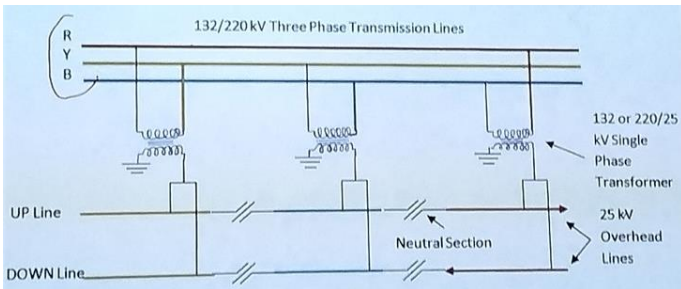 132/220 kV Three Phase Transmission Lines
R
Y
B
132 or 220/25
kV Single
Phase
Transformer
UP Line
25 kV
Overhead
Lines
Neutral Section
DOWN Line